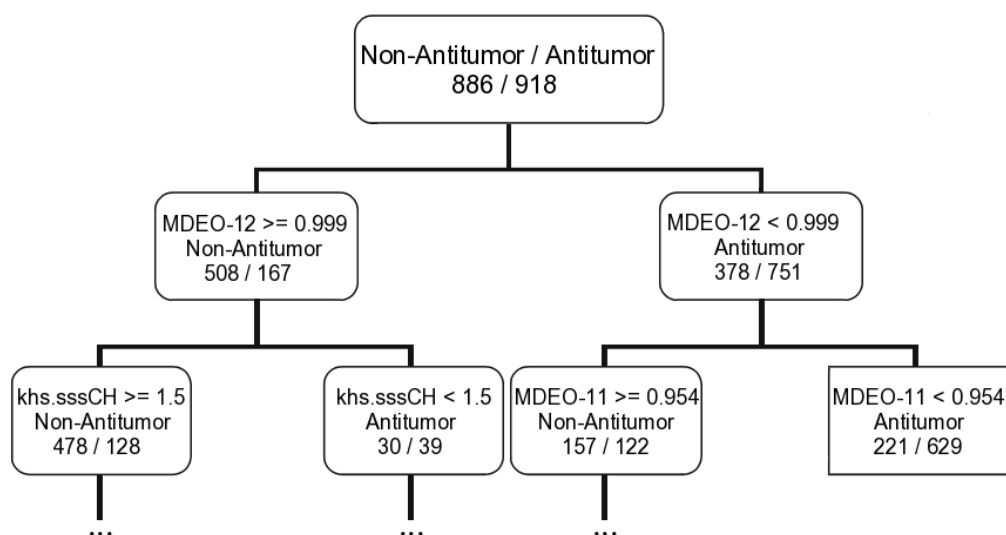 Non-Antitumor / Antitumor
886 / 918
MDEO-12 >= 0.999
Non-Antitumor
508 / 167
MDEO-12 < 0.999
Antitumor
378 / 751
khs.sssCH >= 1.5
Non-Antitumor
478 / 128
khs.sssCH < 1.5
Antitumor
30 / 39
MDEO-11 >= 0.954
Non-Antitumor
157 / 122
MDEO-11 < 0.954
Antitumor
221 / 629
...
...
...